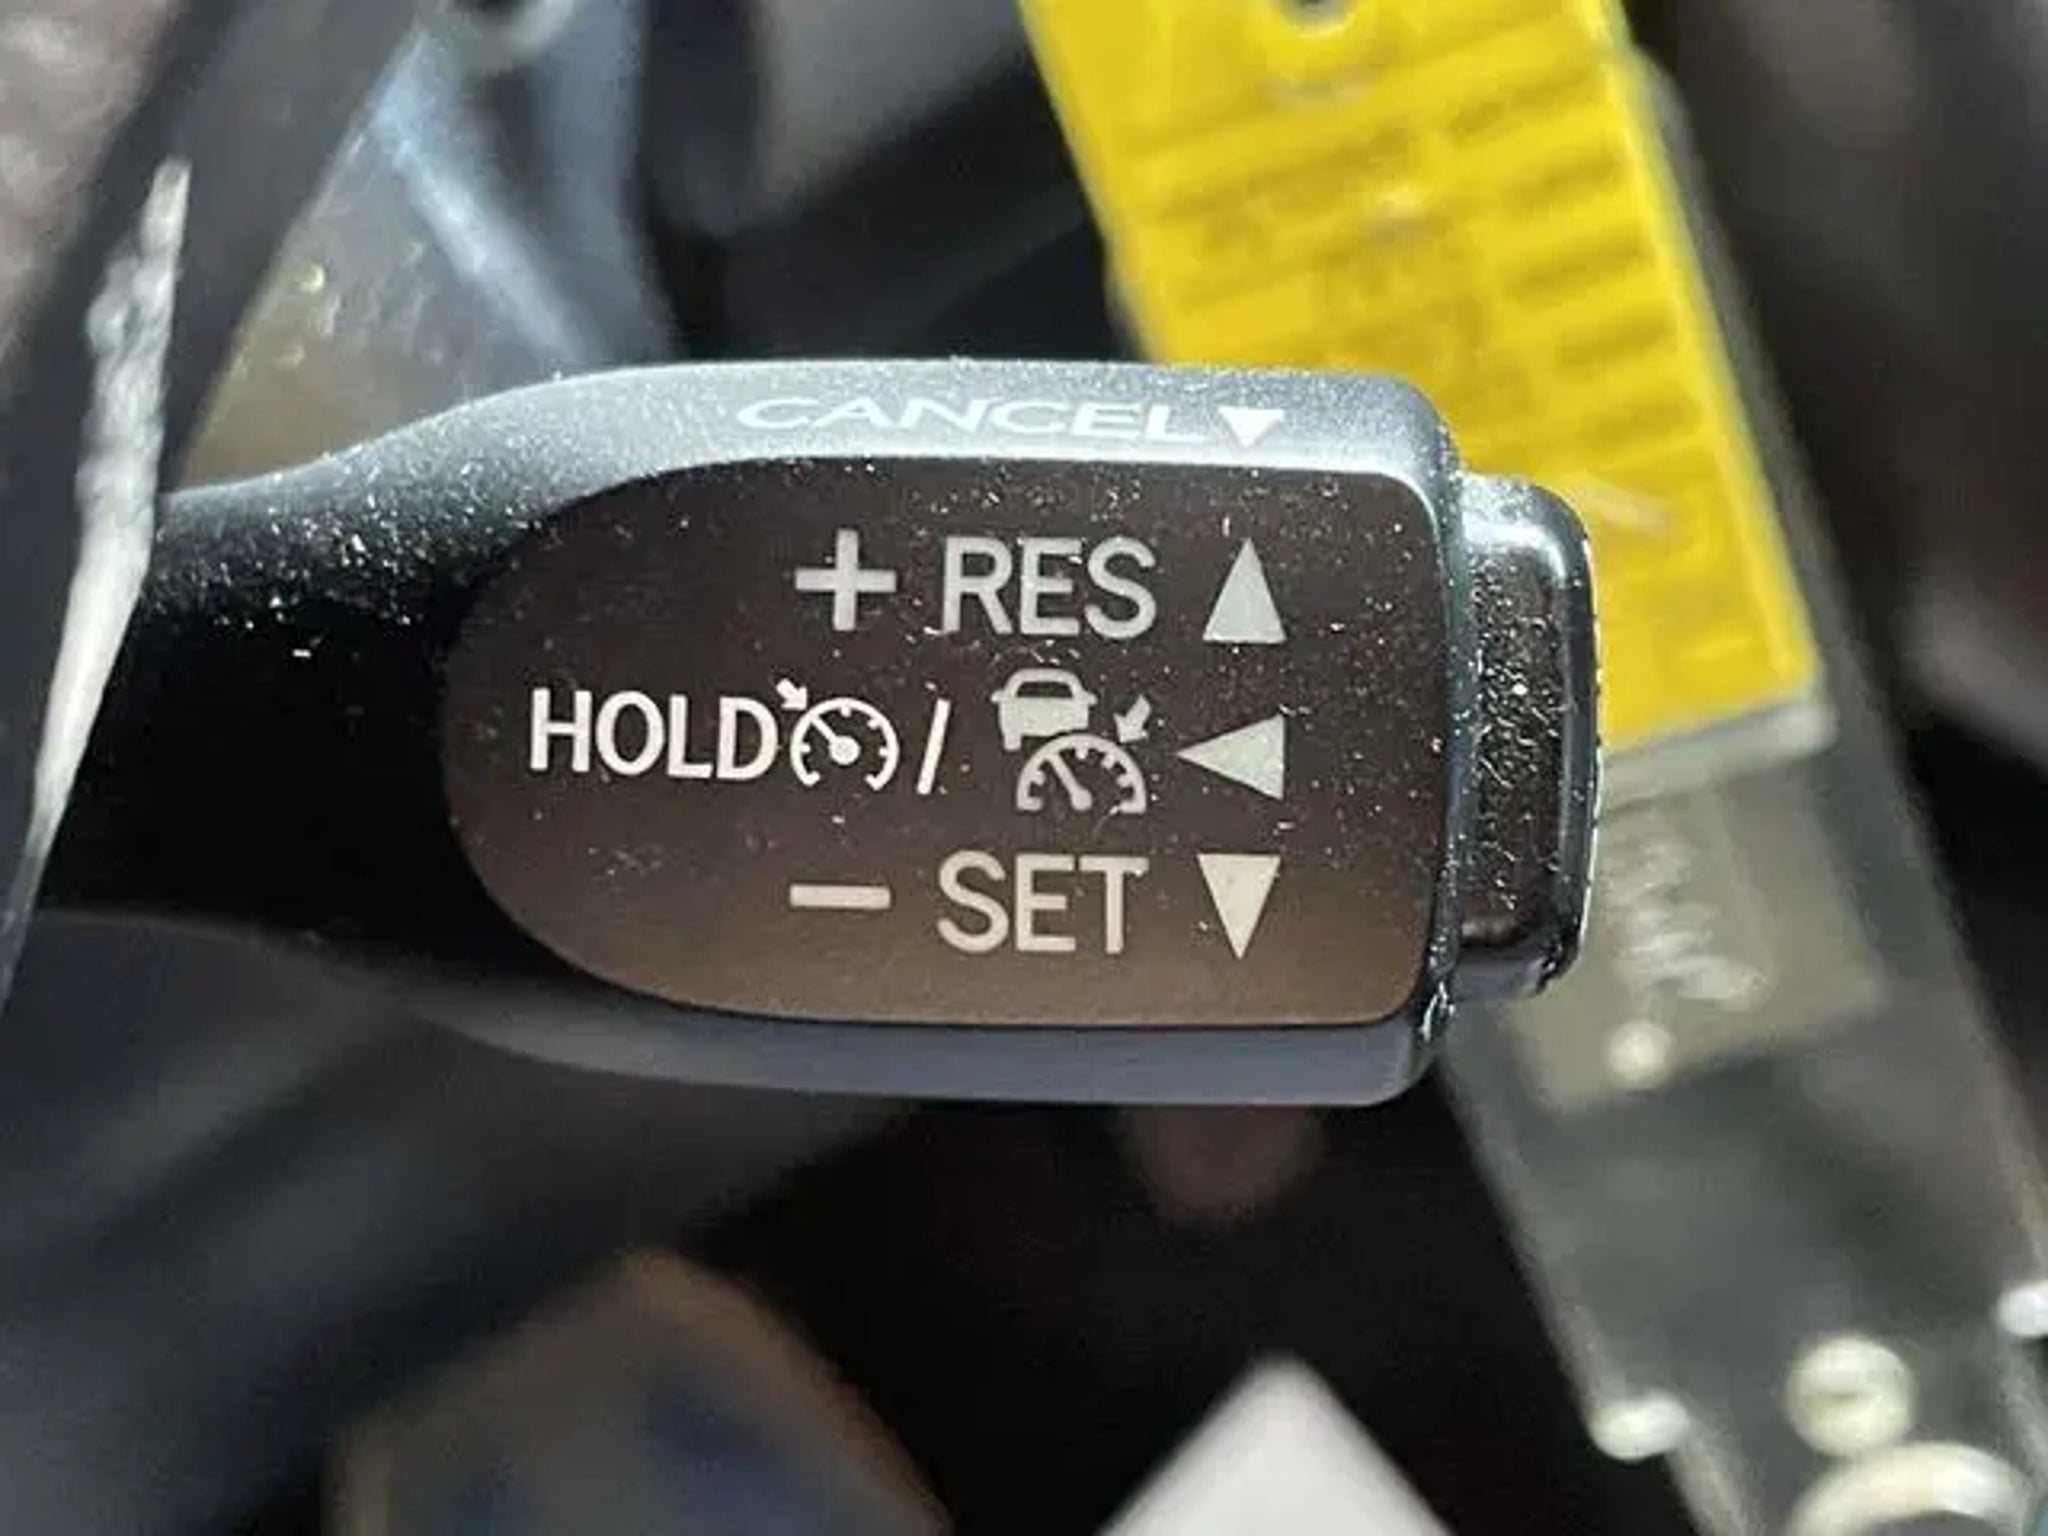 CANCEL▼
+ RES ▲
HOLD / ◀
− SET ▼